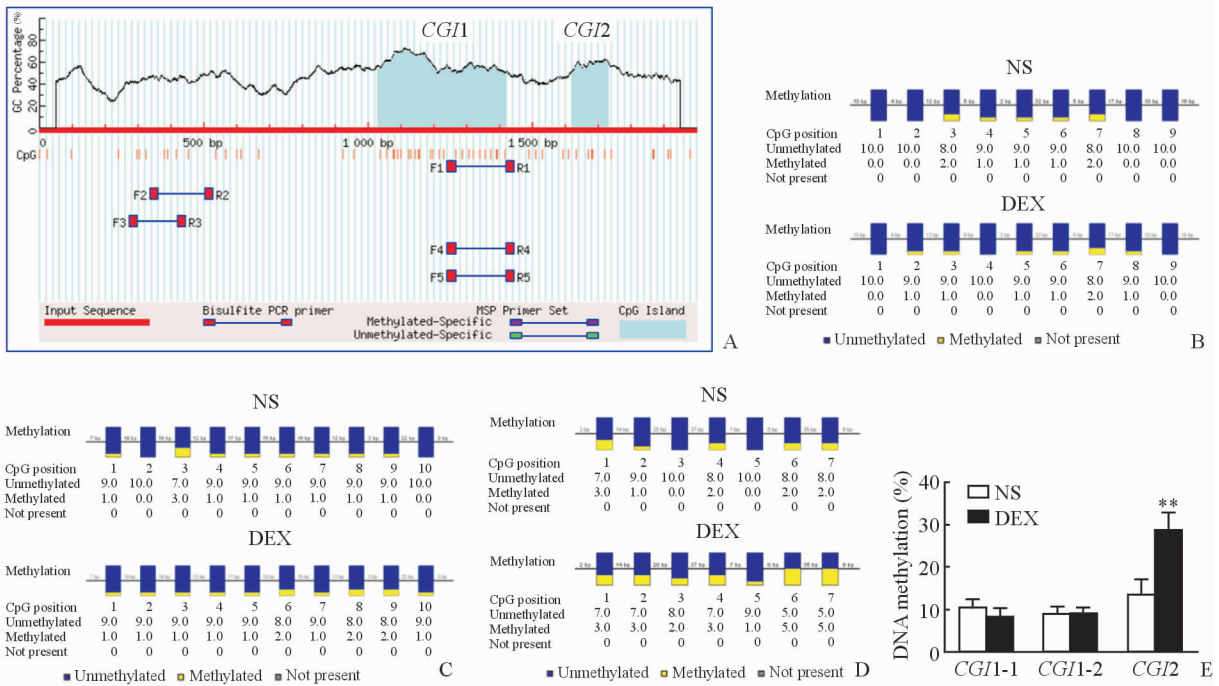 CGI1 CGI2
GC Percentage (%)
80
60
40
20
0
0 500 bp 1 000 bp 1 500 bp
CpG
F1 R1
F2 R2
F3 R3
F4 R4
F5 R5
Input Sequence Bisulfite PCR primer MSP Primer Set CpG Island
Methylated-Specific
Unmethylated-Specific
A
NS
Methylation
CpG position 1 2 3 4 5 6 7 8 9
Unmethylated 10.0 10.0 8.0 9.0 9.0 9.0 8.0 10.0 10.0
Methylated 0.0 0.0 2.0 1.0 1.0 1.0 2.0 0.0 0.0
Not present 0 0 0 0 0 0 0 0 0
DEX
Methylation
CpG position 1 2 3 4 5 6 7 8 9
Unmethylated 10.0 9.0 9.0 10.0 9.0 9.0 8.0 9.0 10.0
Methylated 0.0 1.0 1.0 0.0 1.0 1.0 2.0 1.0 0.0
Not present 0 0 0 0 0 0 0 0 0
Unmethylated Methylated Not present
B
NS
Methylation
CpG position 1 2 3 4 5 6 7 8 9 10
Unmethylated 9.0 10.0 7.0 9.0 9.0 9.0 9.0 9.0 9.0 10.0
Methylated 1.0 0.0 3.0 1.0 1.0 1.0 1.0 1.0 1.0 0.0
Not present 0 0 0 0 0 0 0 0 0 0
DEX
Methylation
CpG position 1 2 3 4 5 6 7 8 9 10
Unmethylated 9.0 9.0 9.0 9.0 9.0 8.0 9.0 8.0 8.0 9.0
Methylated 1.0 1.0 1.0 1.0 1.0 2.0 1.0 2.0 2.0 1.0
Not present 0 0 0 0 0 0 0 0 0 0
Unmethylated Methylated Not present
C
NS
Methylation
CpG position 1 2 3 4 5 6 7
Unmethylated 7.0 9.0 10.0 8.0 10.0 8.0 8.0
Methylated 3.0 1.0 0.0 2.0 0.0 2.0 2.0
Not present 0 0 0 0 0 0 0
DEX
Methylation
CpG position 1 2 3 4 5 6 7
Unmethylated 7.0 7.0 8.0 7.0 9.0 5.0 5.0
Methylated 3.0 3.0 2.0 3.0 1.0 5.0 5.0
Not present 0 0 0 0 0 0 0
Unmethylated Methylated Not present
D
DNA methylation (%)
40
30
20
10
0
NS
DEX
**
CGI1-1 CGI1-2 CGI2
E